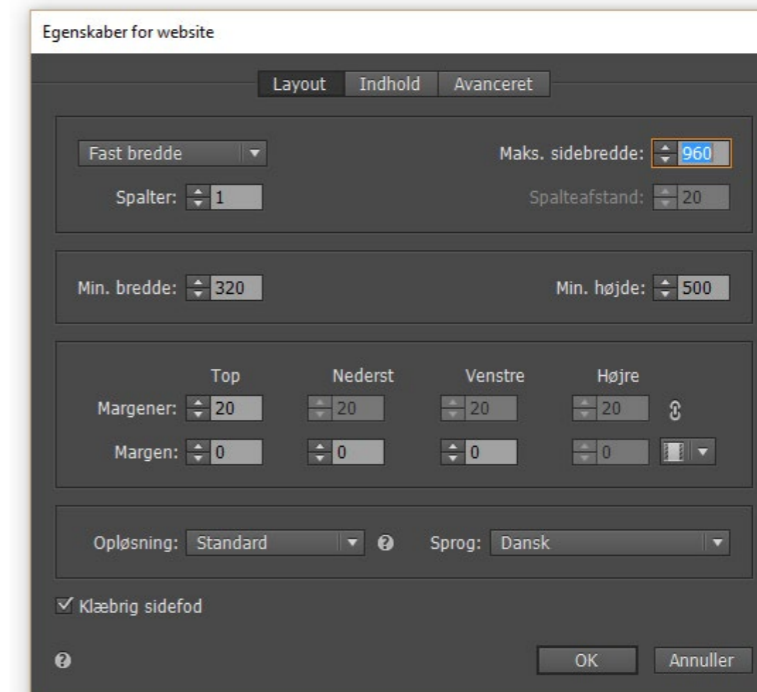 Egenskaber for website
Layout Indhold Avanceret
Fast bredde Maks. sidebredde: 960
Spalter: 1 Spalteafstand: 20
Min. bredde: 320 Min. højde: 500
Top Nederst Venstre Højre
Margener: 20 20 20 20
Margen: 0 0 0 0
Opløsning: Standard ? Sprog: Dansk
Klæbrig sidefod
? OK Annuller